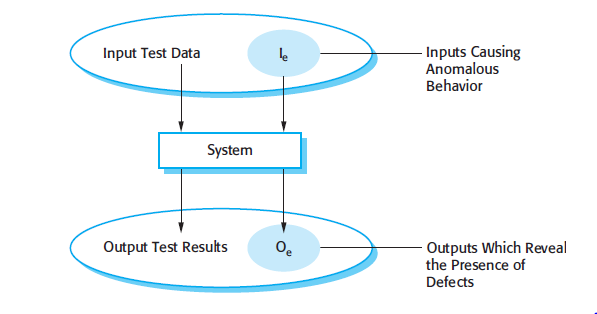 Input Test Data
Ie
Inputs Causing
Anomalous
Behavior
System
Output Test Results
Oe
Outputs Which Reveal
the Presence of
Defects